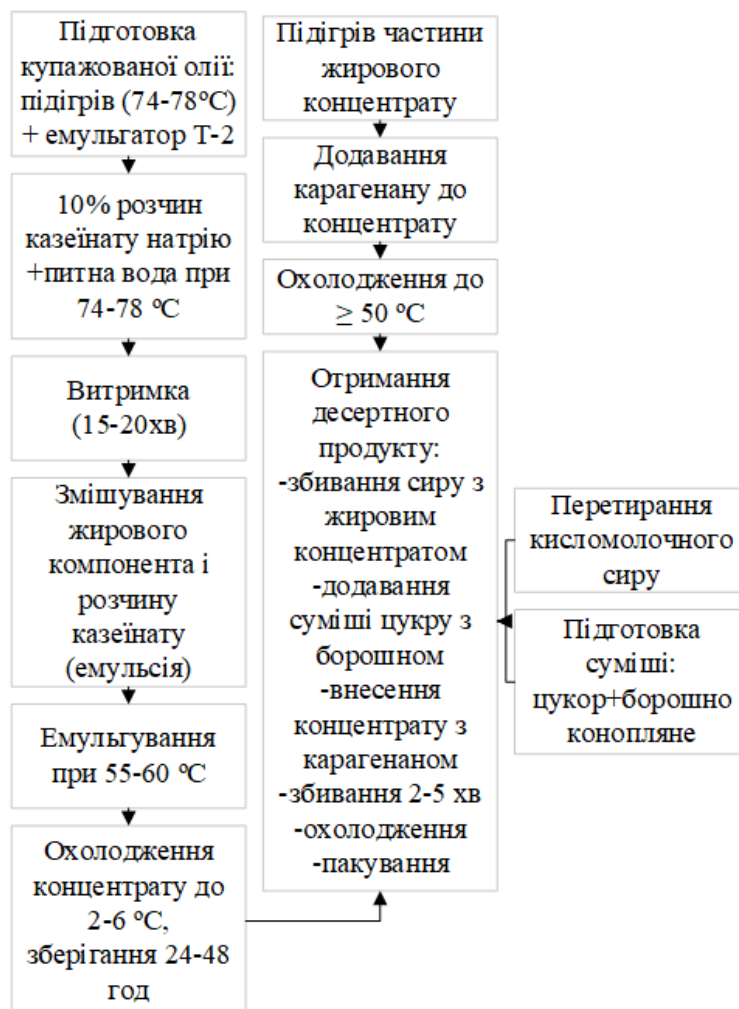 Підготовка
купажованої олії:
підігрів (74-78ºС)
+ емульгатор Т-2
10% розчин
казеїнату натрію
+питна вода при
74-78 ºС
Витримка
(15-20хв)
Змішування
жирового
компонента і
розчину
казеїнату
(емульсія)
Емульгування
при 55-60 ºС
Охолодження
концентрату до
2-6 ºС,
зберігання 24-48
год
Підігрів частини
жирового
концентрату
Додавання
карагенану до
концентрату
Охолодження до
≥ 50 ºС
Отримання
десертного
продукту:
-збивання сиру з
жировим
концентратом
-додавання
суміші цукру з
борошном
-внесення
концентрату з
карагенаном
-збивання 2-5 хв
-охолодження
-пакування
Перетирання
кисломолочного
сиру
Підготовка
суміші:
цукор+борошно
конопляне